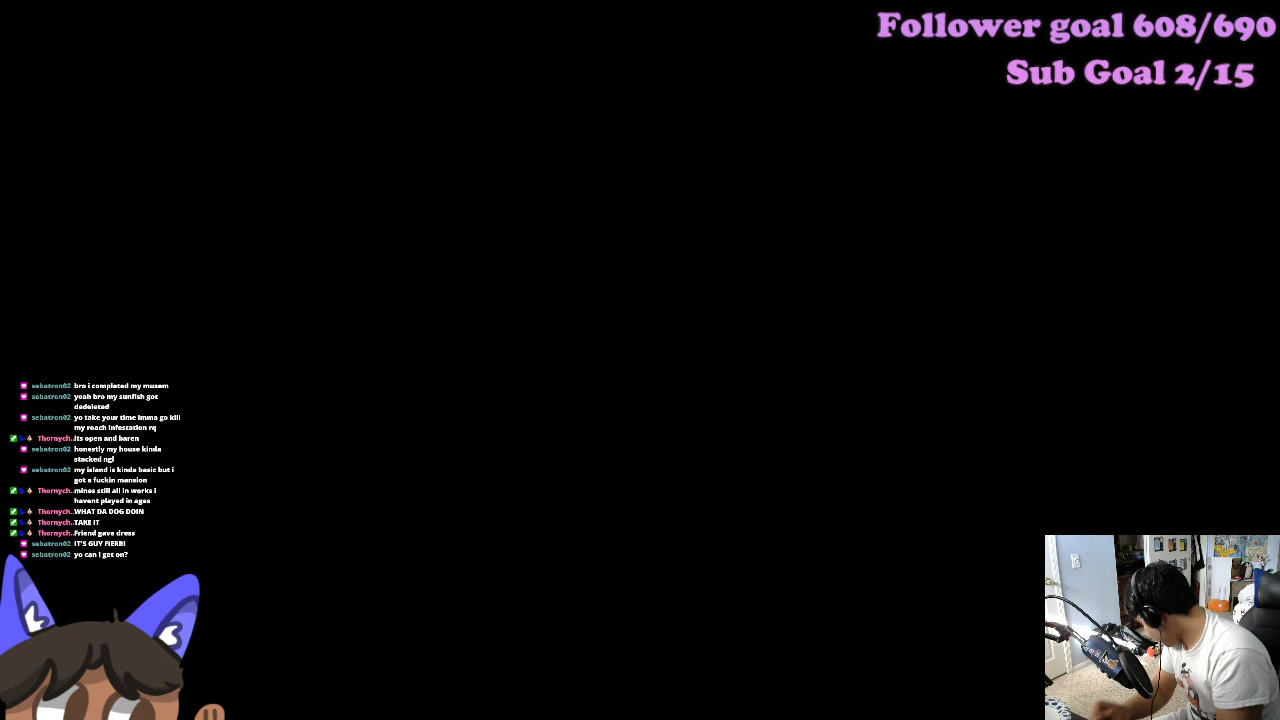 Follower goal 608/690
Sub Goal 2/15
sebatron02 bro i completed my musem
sebatron02 yeah bro my sunfish got
dedeleted
sebatron02 yo take your time imma go kill
my roach infestation rq
Thornych.. Its open and baren
sebatron02 honestly my house kinda
stacked ngl
sebatron02 my island is kinda basic but i
got a fuckin mansion
Thornych.. mines still all in works i
havent played in ages
Thornych.. WHAT DA DOG DOIN
Thornych.. TAKE IT
Thornych.. Friend gave dress
sebatron02 IT'S GUY FIERRI
sebatron02 yo can I get on?